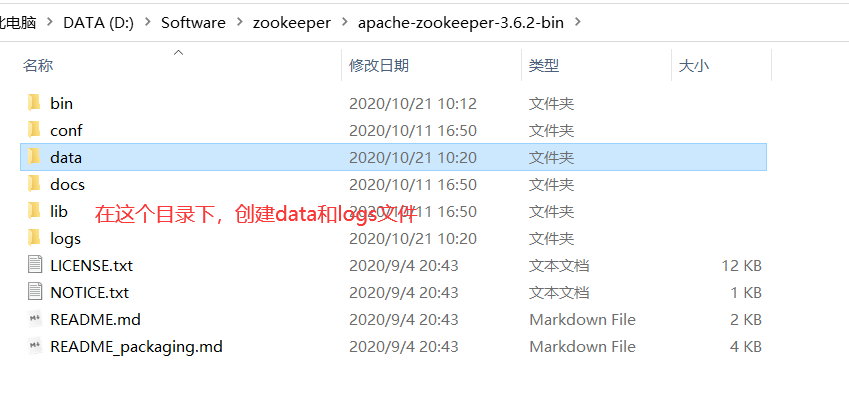 此电脑 > DATA (D:) > Software > zookeeper > apache-zookeeper-3.6.2-bin >
名称 修改日期 类型 大小
bin 2020/10/21 10:12 文件夹
conf 2020/10/11 16:50 文件夹
data 2020/10/21 10:20 文件夹
docs 2020/10/11 16:50 文件夹
lib 2020/10/11 16:50 文件夹
在这个目录下，创建data和logs文件
logs 2020/10/21 10:20 文件夹
LICENSE.txt 2020/9/4 20:43 文本文档 12 KB
NOTICE.txt 2020/9/4 20:43 文本文档 1 KB
README.md 2020/9/4 20:43 Markdown File 2 KB
README_packaging.md 2020/9/4 20:43 Markdown File 4 KB